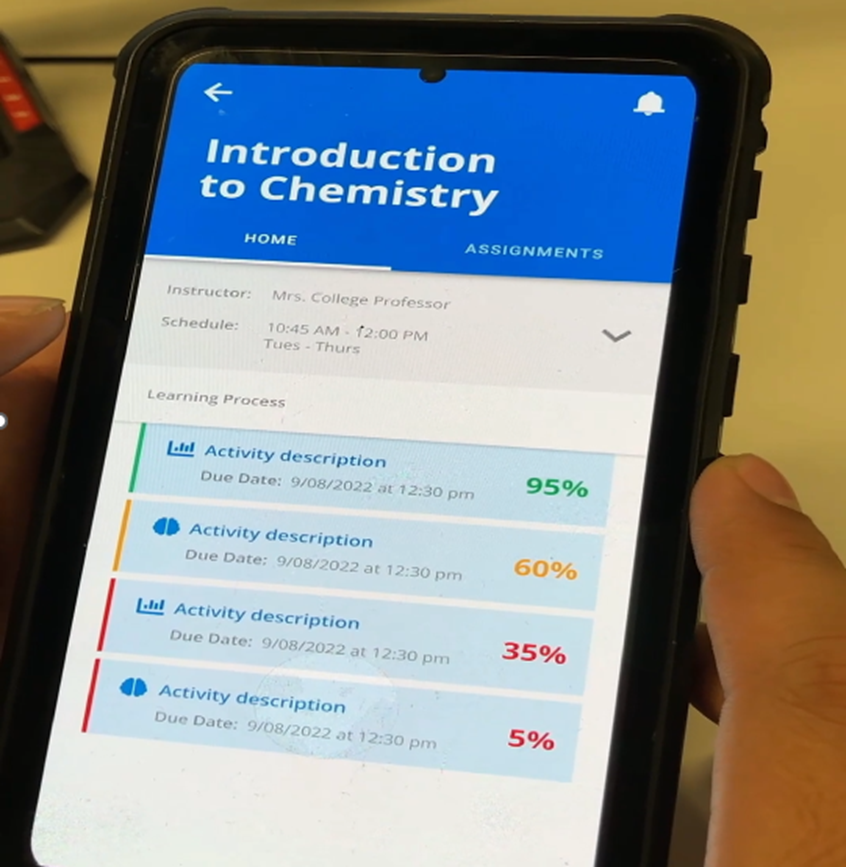 Introduction
to Chemistry
HOME ASSIGNMENTS
Instructor: Mrs. College Professor
Schedule: 10:45 AM - 12:00 PM
Tues - Thurs
Learning Process
Activity description
Due Date: 9/08/2022 at 12:30 pm 95%
Activity description
Due Date: 9/08/2022 at 12:30 pm 60%
Activity description
Due Date: 9/08/2022 at 12:30 pm 35%
Activity description
Due Date: 9/08/2022 at 12:30 pm 5%